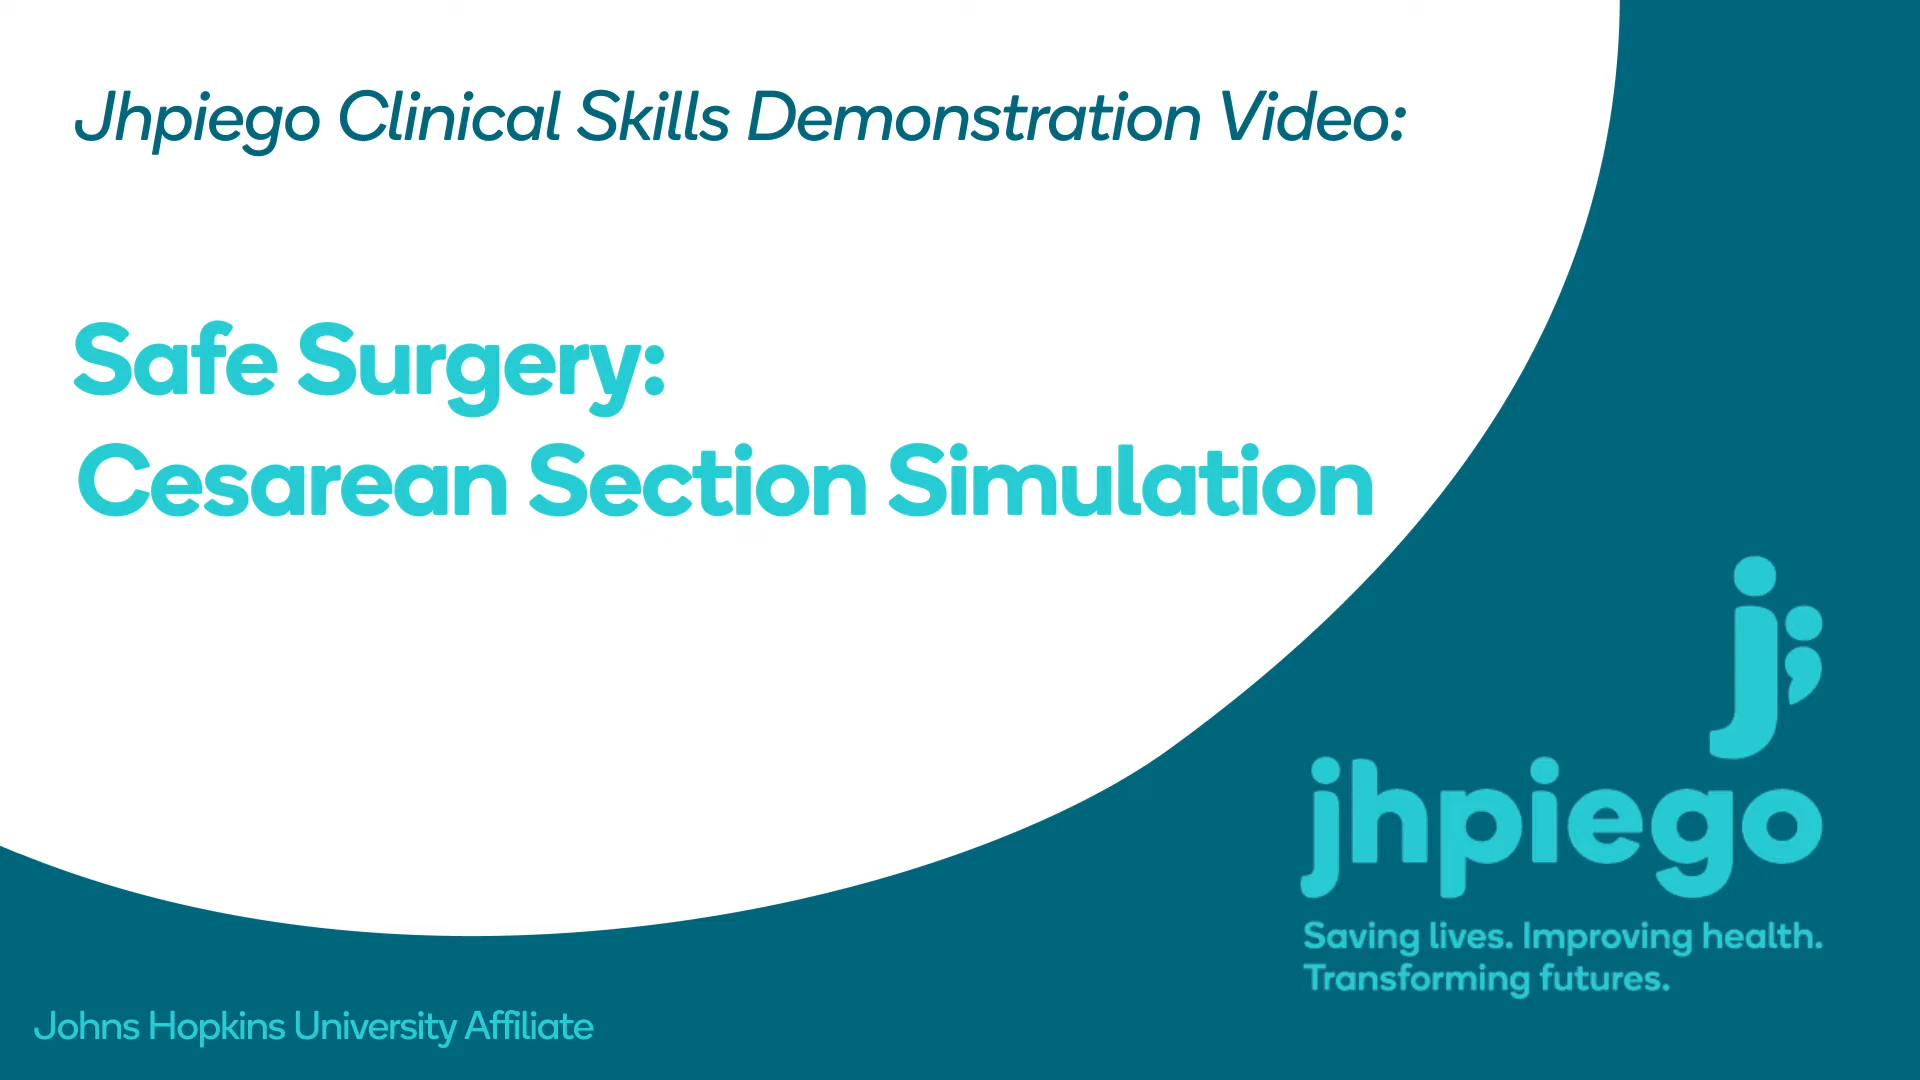 Jhpiego Clinical Skills Demonstration Video:
Safe Surgery:
Cesarean Section Simulation
jhpiego
Saving lives. Improving health.
Transforming futures.
Johns Hopkins University Affiliate